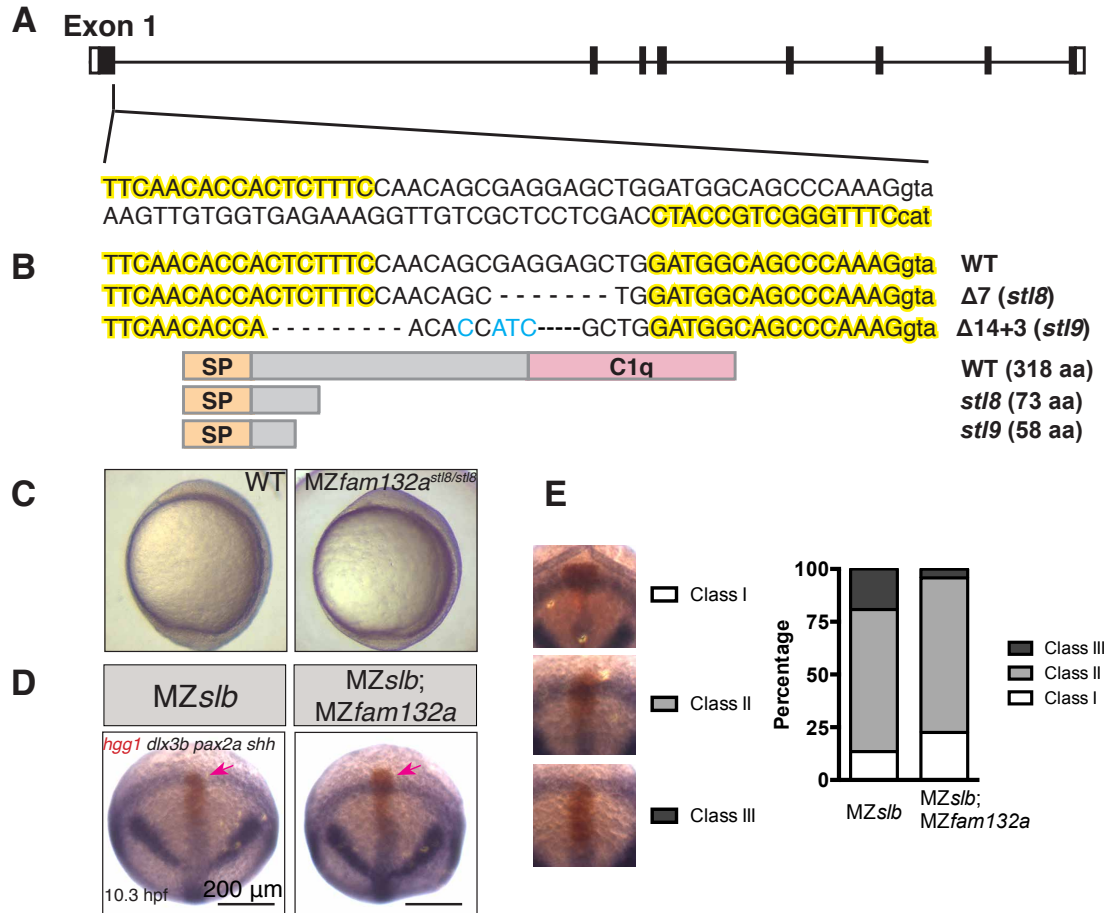 A
Exon 1
TTCAACACCACTCTTTCCAACAGCGAGGAGCTGGATGGCAGCCCAAAGgta
AAGTTGTGGTGAGAAAGGTTGTCGCTCCTCGACCTACCGTCGGGTTTCcat
B
TTCAACACCACTCTTTCCAACAGCGAGGAGCTGGATGGCAGCCCAAAGgta WT
TTCAACACCACTCTTTCCAACAGC - - - - - - - TGGATGGCAGCCCAAAGgta Δ7 (stl8)
TTCAACACCA - - - - - - - - - ACACCATC-----GCTGGATGGCAGCCCAAAGgta Δ14+3 (stl9)
SP C1q WT (318 aa)
SP stl8 (73 aa)
SP stl9 (58 aa)
C
WT
MZfam132a stl8/stl8
D
MZslb
MZslb;
MZfam132a
hgg1 dlx3b pax2a shh
10.3 hpf
200 µm
E
Class I
Class II
Class III
Percentage
100
75
50
25
0
MZslb
MZslb;
MZfam132a
Class III
Class II
Class I